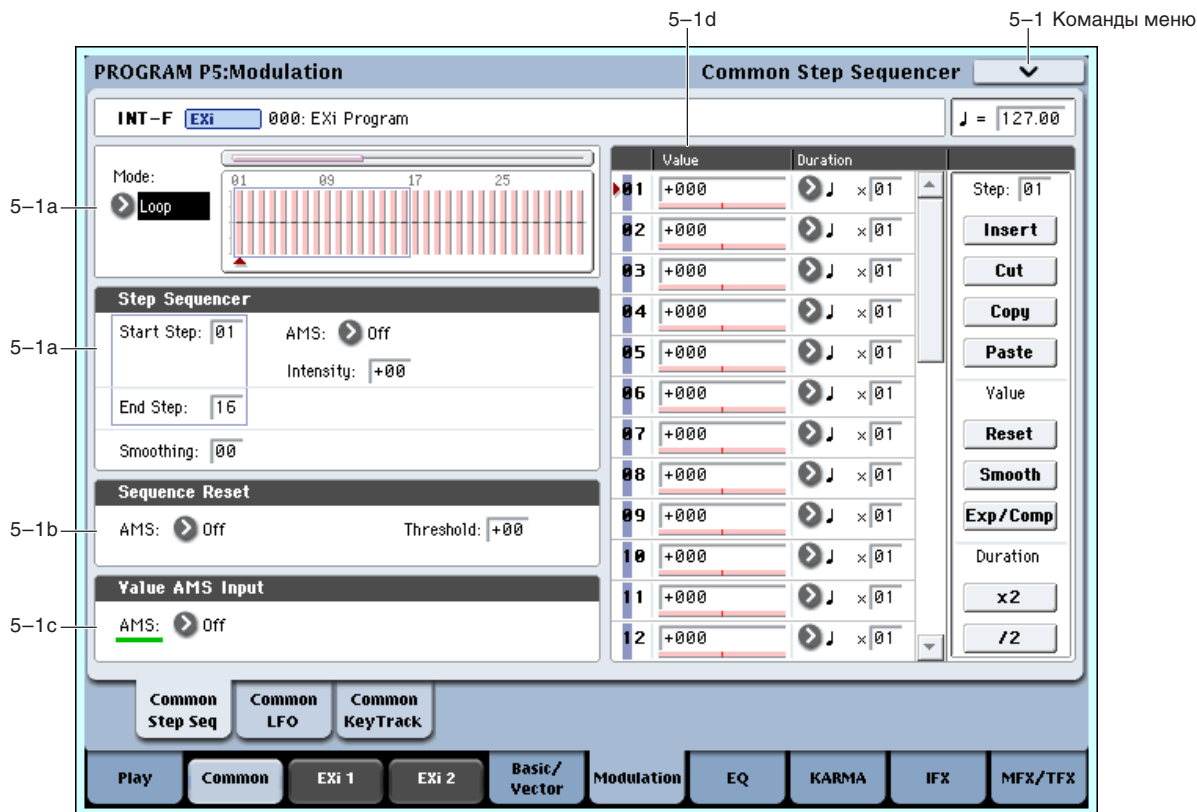 5–1d
5–1 Команды меню
PROGRAM P5:Modulation
Common Step Sequencer
INT-F EXi 000: EXi Program
♩ = 127.00
5–1a
Mode:
Loop
01 09 17 25
5–1a
Step Sequencer
Start Step: 01
AMS: Off
Intensity: +00
End Step: 16
Smoothing: 00
5–1b
Sequence Reset
AMS: Off
Threshold: +00
5–1c
Value AMS Input
AMS: Off
Value Duration
01 +000 ♩ ×01
02 +000 ♩ ×01
03 +000 ♩ ×01
04 +000 ♩ ×01
05 +000 ♩ ×01
06 +000 ♩ ×01
07 +000 ♩ ×01
08 +000 ♩ ×01
09 +000 ♩ ×01
10 +000 ♩ ×01
11 +000 ♩ ×01
12 +000 ♩ ×01
Step: 01
Insert
Cut
Copy
Paste
Value
Reset
Smooth
Exp/Comp
Duration
x2
/2
Common Step Seq
Common LFO
Common KeyTrack
Play
Common
EXi 1
EXi 2
Basic/Vector
Modulation
EQ
KARMA
IFX
MFX/TFX